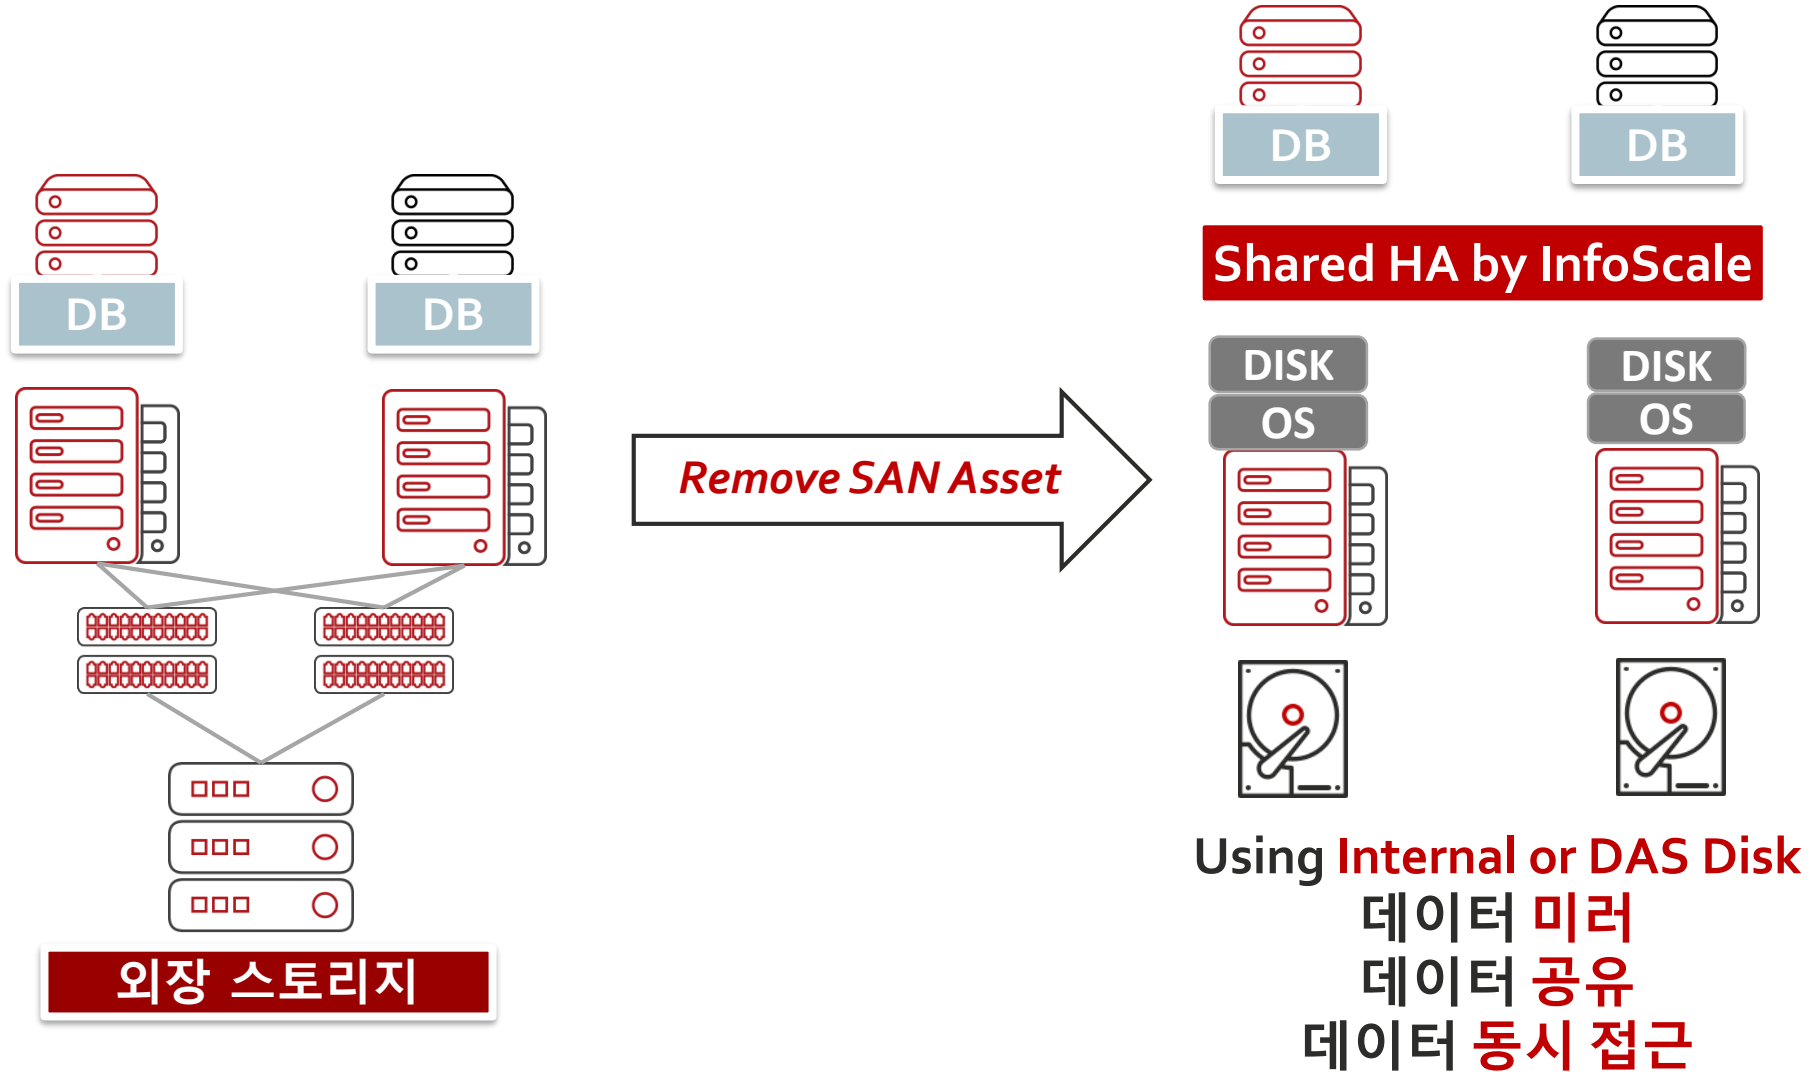 DB
DB
외장 스토리지
Remove SAN Asset
DB
DB
Shared HA by InfoScale
DISK
OS
DISK
OS
Using Internal or DAS Disk
데이터 미러
데이터 공유
데이터 동시 접근